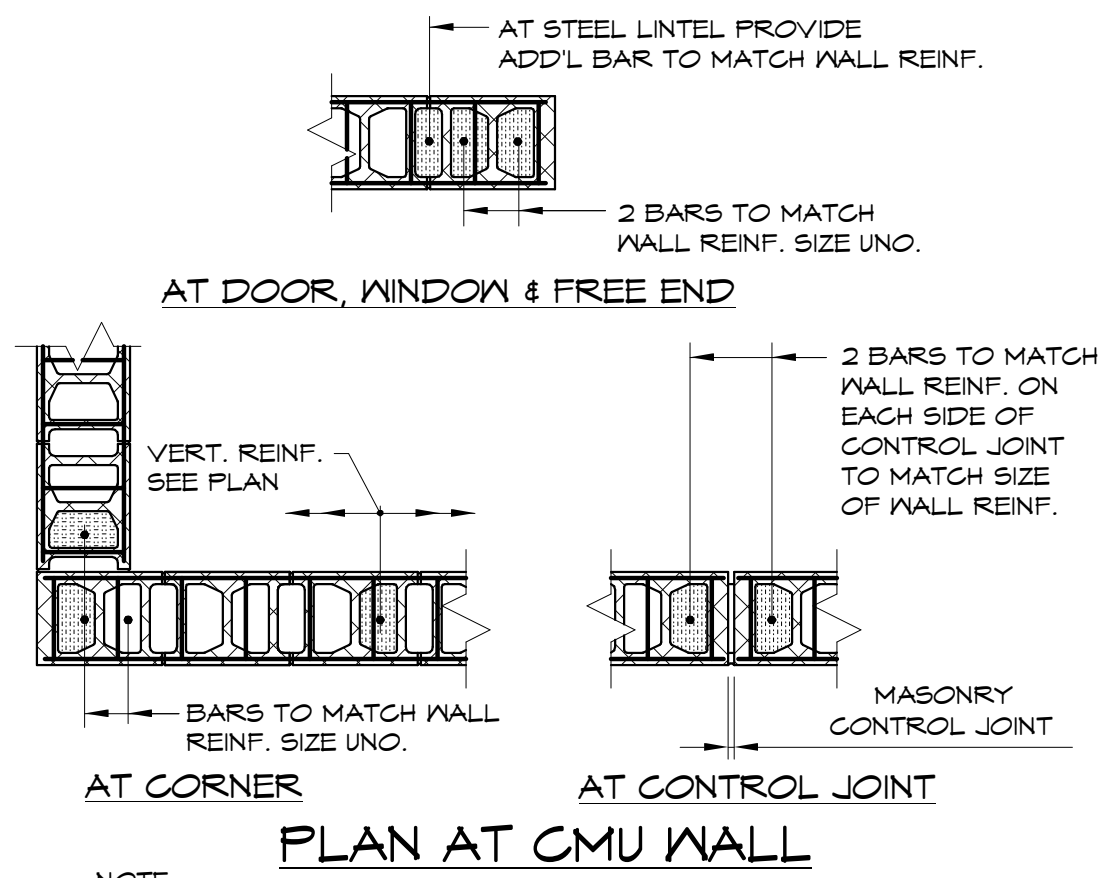 AT STEEL LINTEL PROVIDE
ADD'L BAR TO MATCH WALL REINF.
2 BARS TO MATCH
WALL REINF. SIZE UNO.
AT DOOR, WINDOW & FREE END
VERT. REINF.
SEE PLAN
BARS TO MATCH WALL
REINF. SIZE UNO.
AT CORNER
2 BARS TO MATCH
WALL REINF. ON
EACH SIDE OF
CONTROL JOINT
TO MATCH SIZE
OF WALL REINF.
MASONRY
CONTROL JOINT
AT CONTROL JOINT
PLAN AT CMU WALL
NOTE